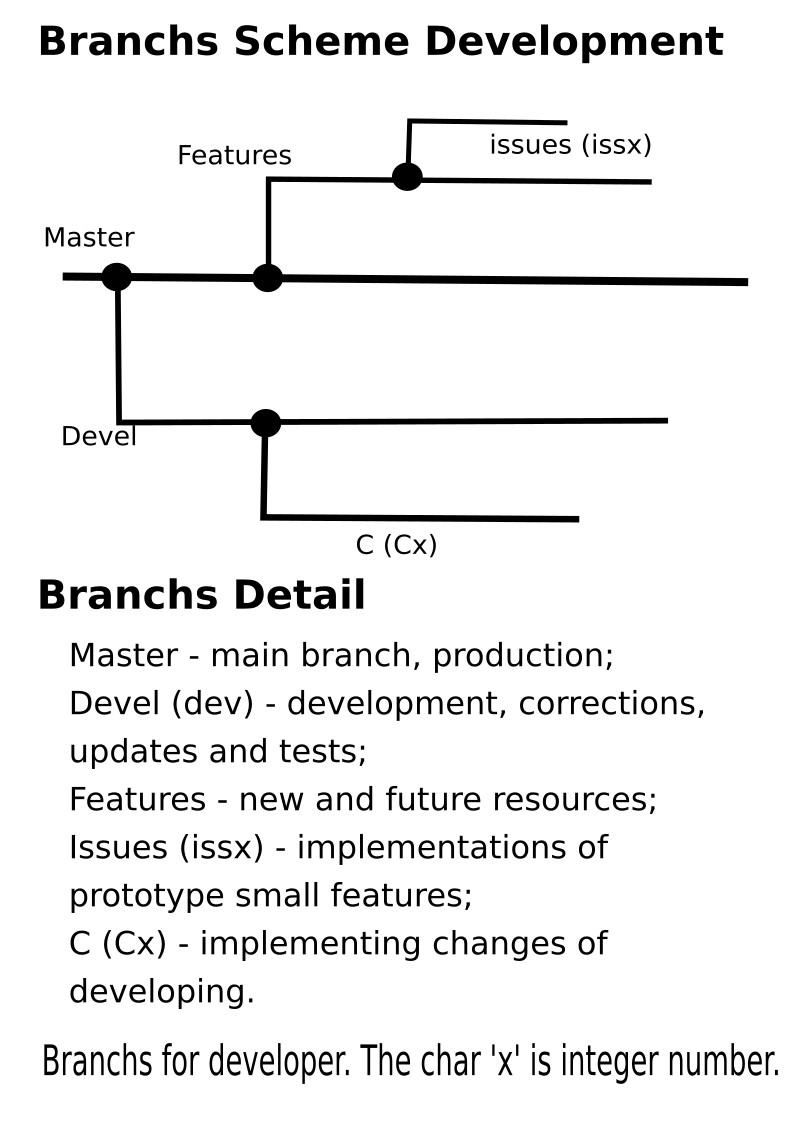 Branchs Scheme Development
issues (issx)
Features
Master
Devel
C (Cx)
Branchs Detail
Master - main branch, production;
Devel (dev) - development, corrections,
updates and tests;
Features - new and future resources;
Issues (issx) - implementations of
prototype small features;
C (Cx) - implementing changes of
developing.
Branchs for developer. The char 'x' is integer number.